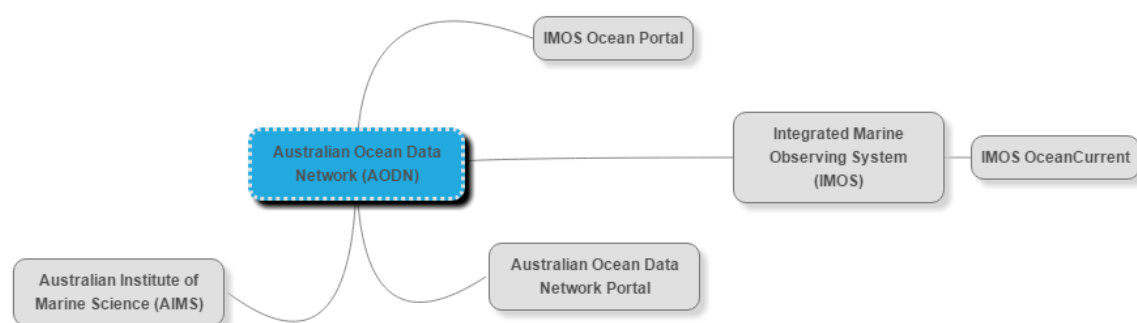 IMOS Ocean Portal
Australian Ocean Data
Network (AODN)
Integrated Marine
Observing System
(IMOS)
IMOS OceanCurrent
Australian Ocean Data
Network Portal
Australian Institute of
Marine Science (AIMS)